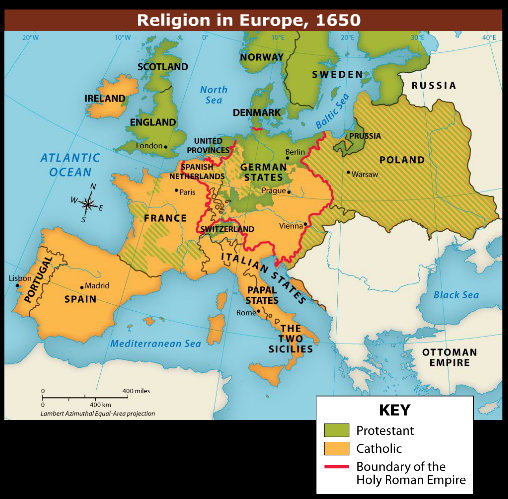 Religion in Europe, 1650
20°W
10°W
0°
10°E
20°E
30°E
40°E
NORWAY
SWEDEN
SCOTLAND
RUSSIA
North
Sea
IRELAND
DENMARK
Baltic Sea
ENGLAND
London
UNITED
PROVINCES
PRUSSIA
Berlin
POLAND
ATLANTIC
OCEAN
SPANISH
NETHERLANDS
GERMAN
STATES
Warsaw
N
W
E
S
Paris
Prague
FRANCE
Vienna
SWITZERLAND
ITALIAN STATES
PORTUGAL
Lisbon
Madrid
SPAIN
PAPAL
STATES
Rome
Black Sea
THE
TWO
SICILIES
Mediterranean Sea
OTTOMAN
EMPIRE
0
400 miles
0
400 km
Lambert Azimuthal Equal-Area projection
KEY
Protestant
Catholic
Boundary of the
Holy Roman Empire